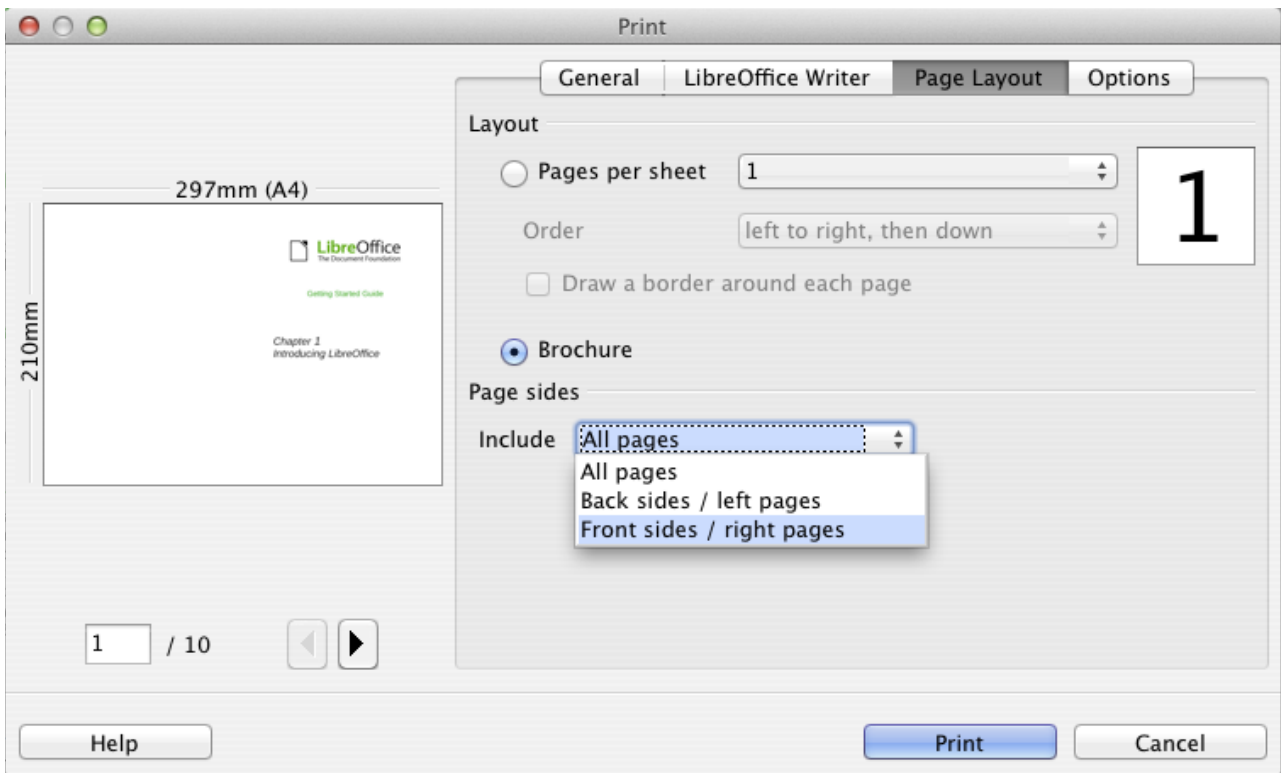 Print
General LibreOffice Writer Page Layout Options
Layout
Pages per sheet 1
1
297mm (A4)
210mm
LibreOffice
The Document Foundation
Getting Started Guide
Chapter 1
Introducing LibreOffice
Order left to right, then down
Draw a border around each page
Brochure
Page sides
Include All pages
All pages
Back sides / left pages
Front sides / right pages
1 / 10
Help Print Cancel